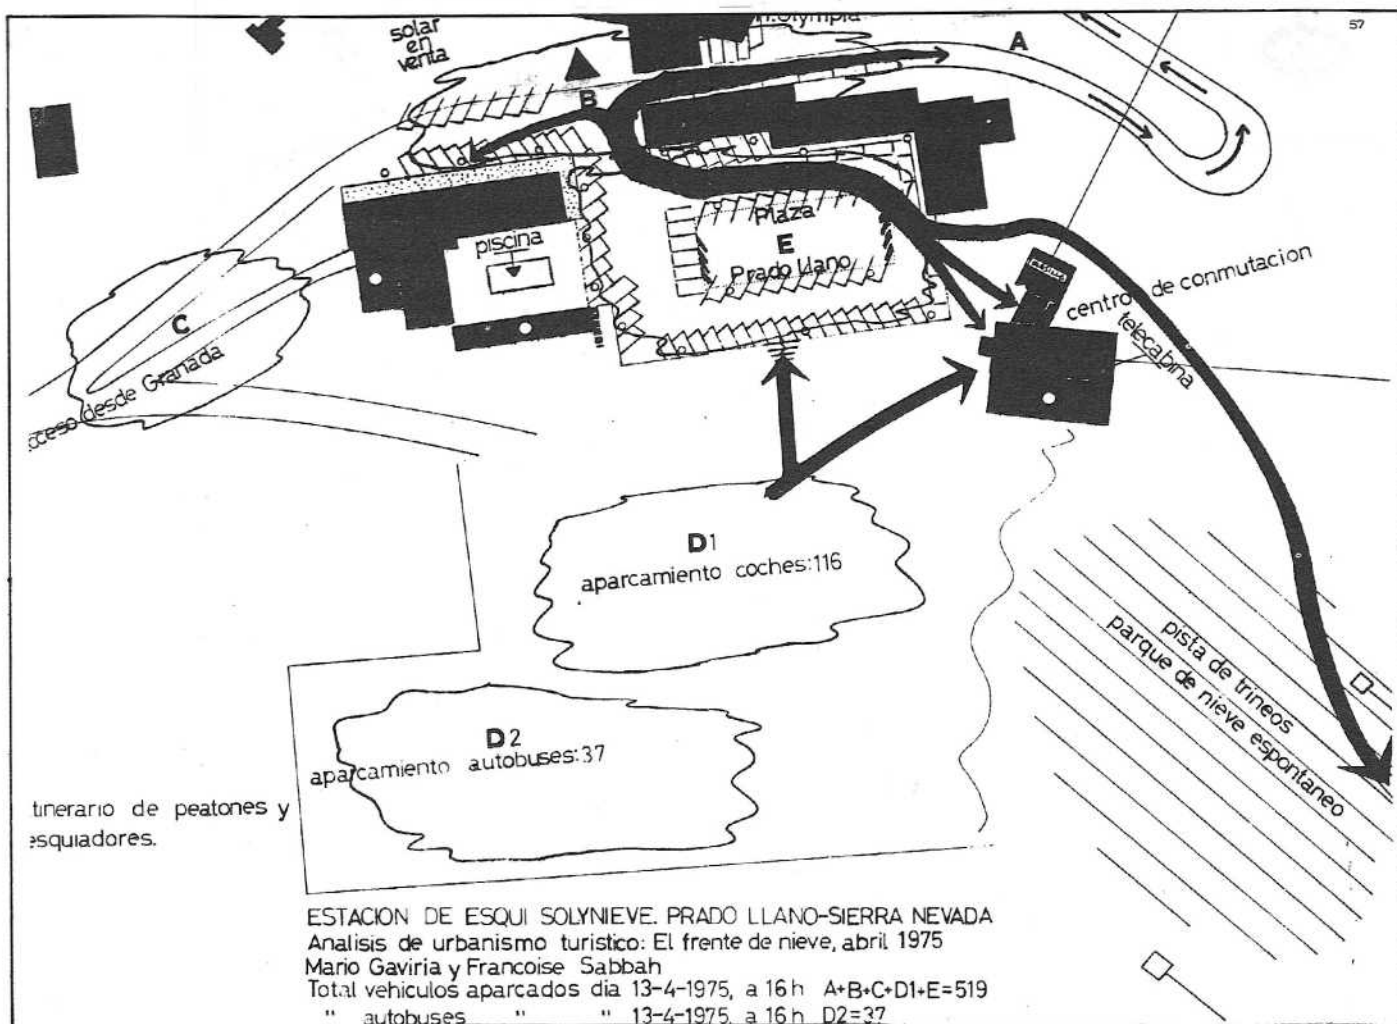 57
solar
en
venta
Olympia
A
B
piscina
Plaza
E
Prado Llano
C
cceso desde Granada
centro de conmutacion
telecabina
D1
aparcamiento coches:116
D2
aparcamiento autobuses:37
pista de trineos
parque de nieve espontaneo
tinerario de peatones y
esquiadores.
ESTACION DE ESQUI SOLYNIEVE. PRADO LLANO-SIERRA NEVADA
Analisis de urbanismo turistico: El frente de nieve, abril 1975
Mario Gaviria y Francoise Sabbah
Total vehiculos aparcados dia 13-4-1975, a 16h A+B+C+D1+E=519
" autobuses " " 13-4-1975, a 16h D2=37